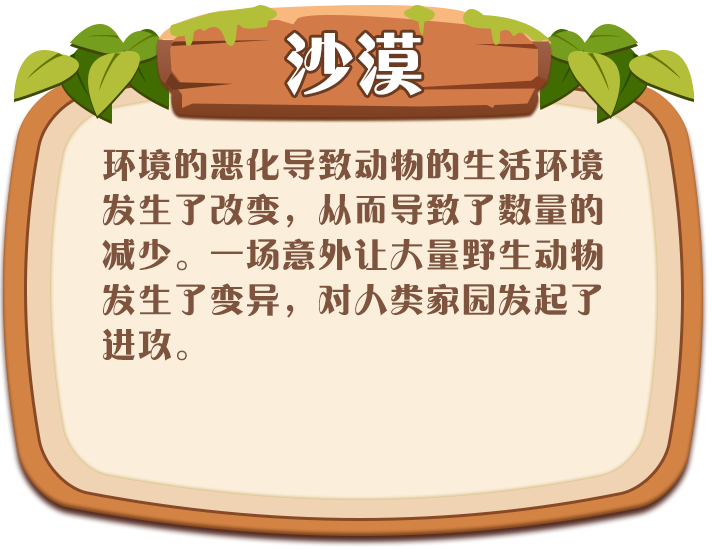 沙漠
环境的恶化导致动物的生活环境
发生了改变，从而导致了数量的
减少。一场意外让大量野生动物
发生了变异，对人类家园发起了
进攻。